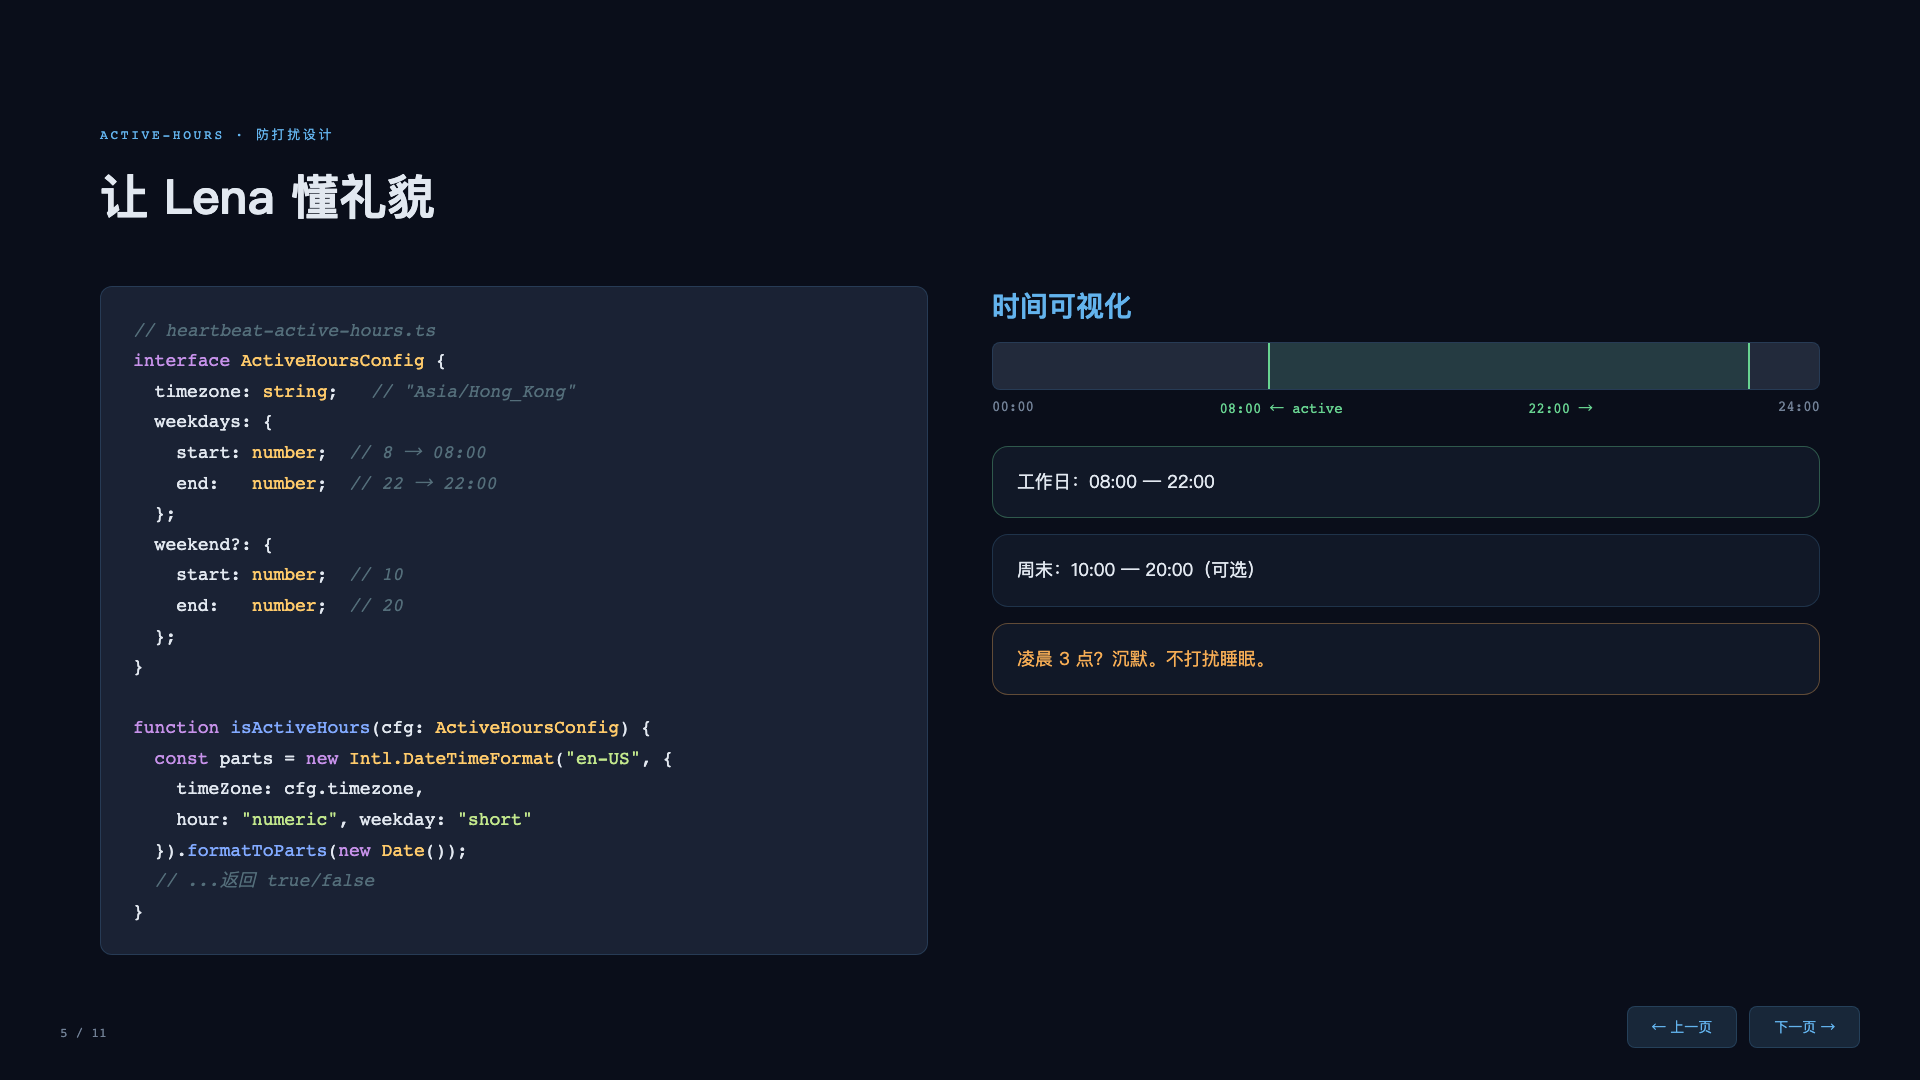 ACTIVE-HOURS · 防打扰设计
让 Lena 懂礼貌
// heartbeat-active-hours.ts
interface ActiveHoursConfig {
  timezone: string;   // "Asia/Hong_Kong"
  weekdays: {
    start: number;  // 8 → 08:00
    end:   number;  // 22 → 22:00
  };
  weekend?: {
    start: number;  // 10
    end:   number;  // 20
  };
}
function isActiveHours(cfg: ActiveHoursConfig) {
  const parts = new Intl.DateTimeFormat("en-US", {
    timeZone: cfg.timezone,
    hour: "numeric", weekday: "short"
  }).formatToParts(new Date());
  // ...返回 true/false
}
时间可视化
00:00 08:00 ← active 22:00 → 24:00
工作日：08:00 — 22:00
周末：10:00 — 20:00（可选）
凌晨 3 点？沉默。不打扰睡眠。
5 / 11
← 上一页 下一页 →